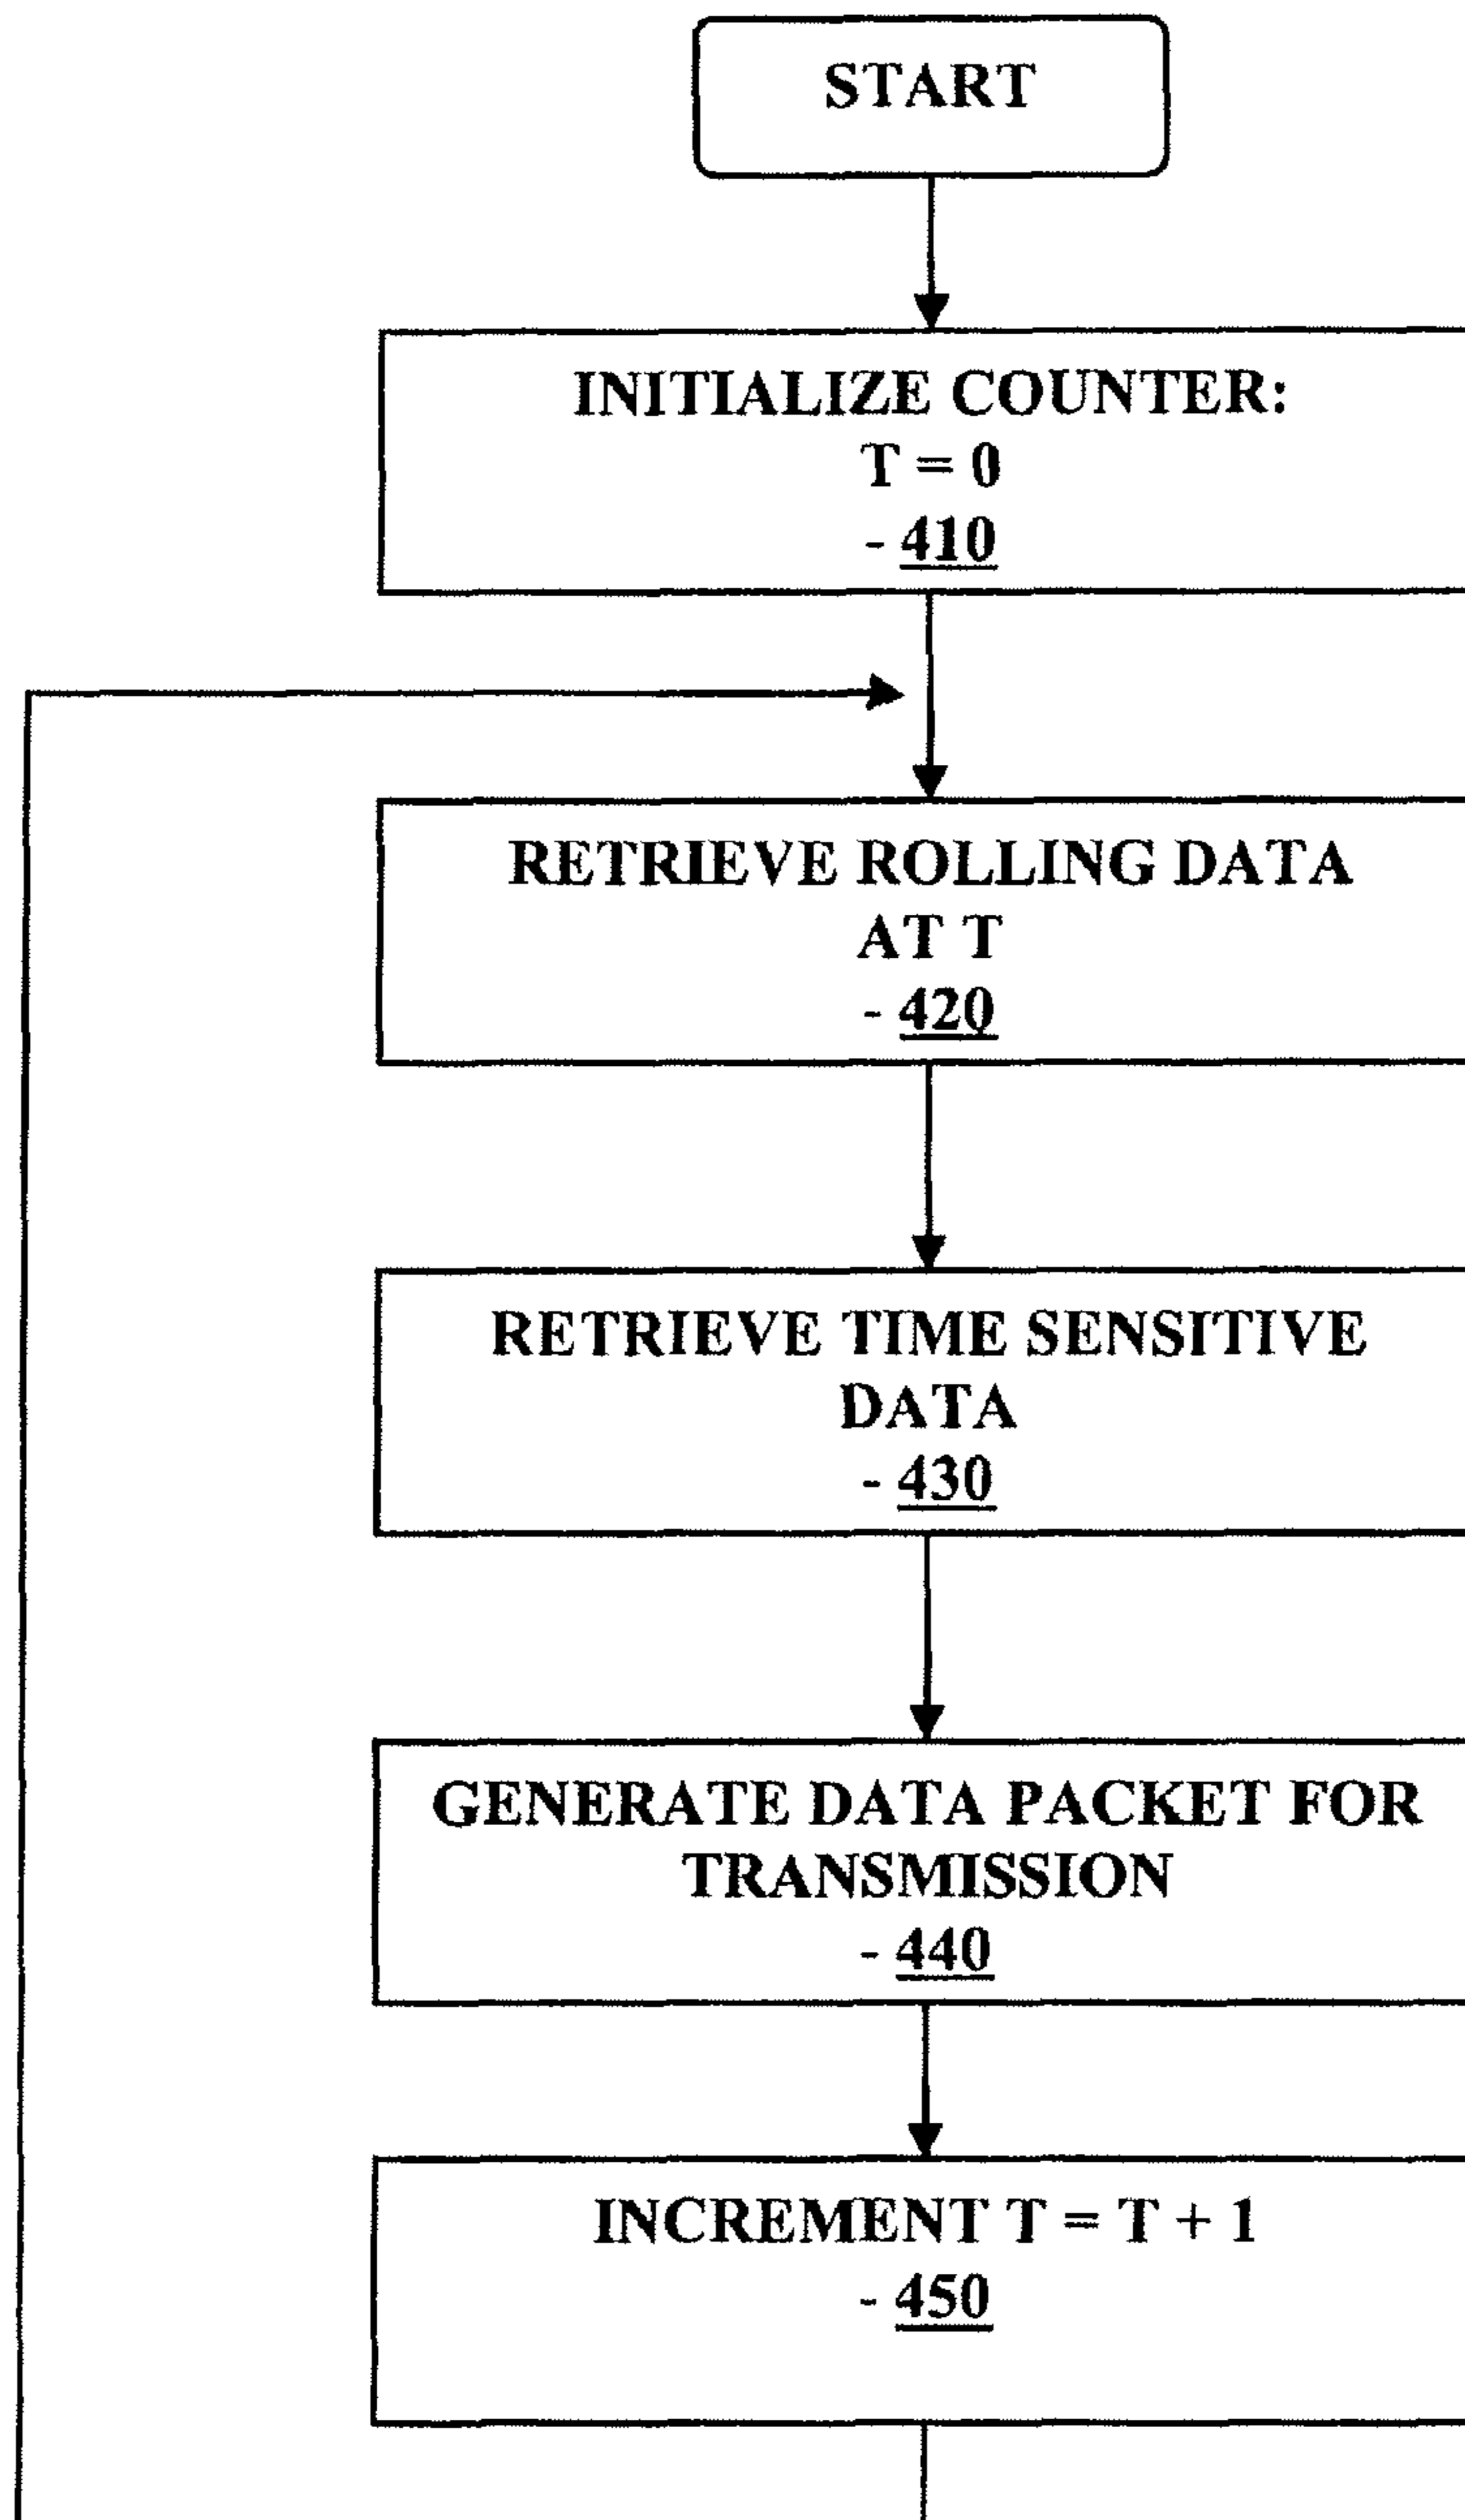 START
INITIALIZE COUNTER:
T = 0
- 410
RETRIEVE ROLLING DATA
AT T
- 420
RETRIEVE TIME SENSITIVE
DATA
- 430
GENERATE DATA PACKET FOR
TRANSMISSION
- 440
INCREMENT T = T + 1
- 450